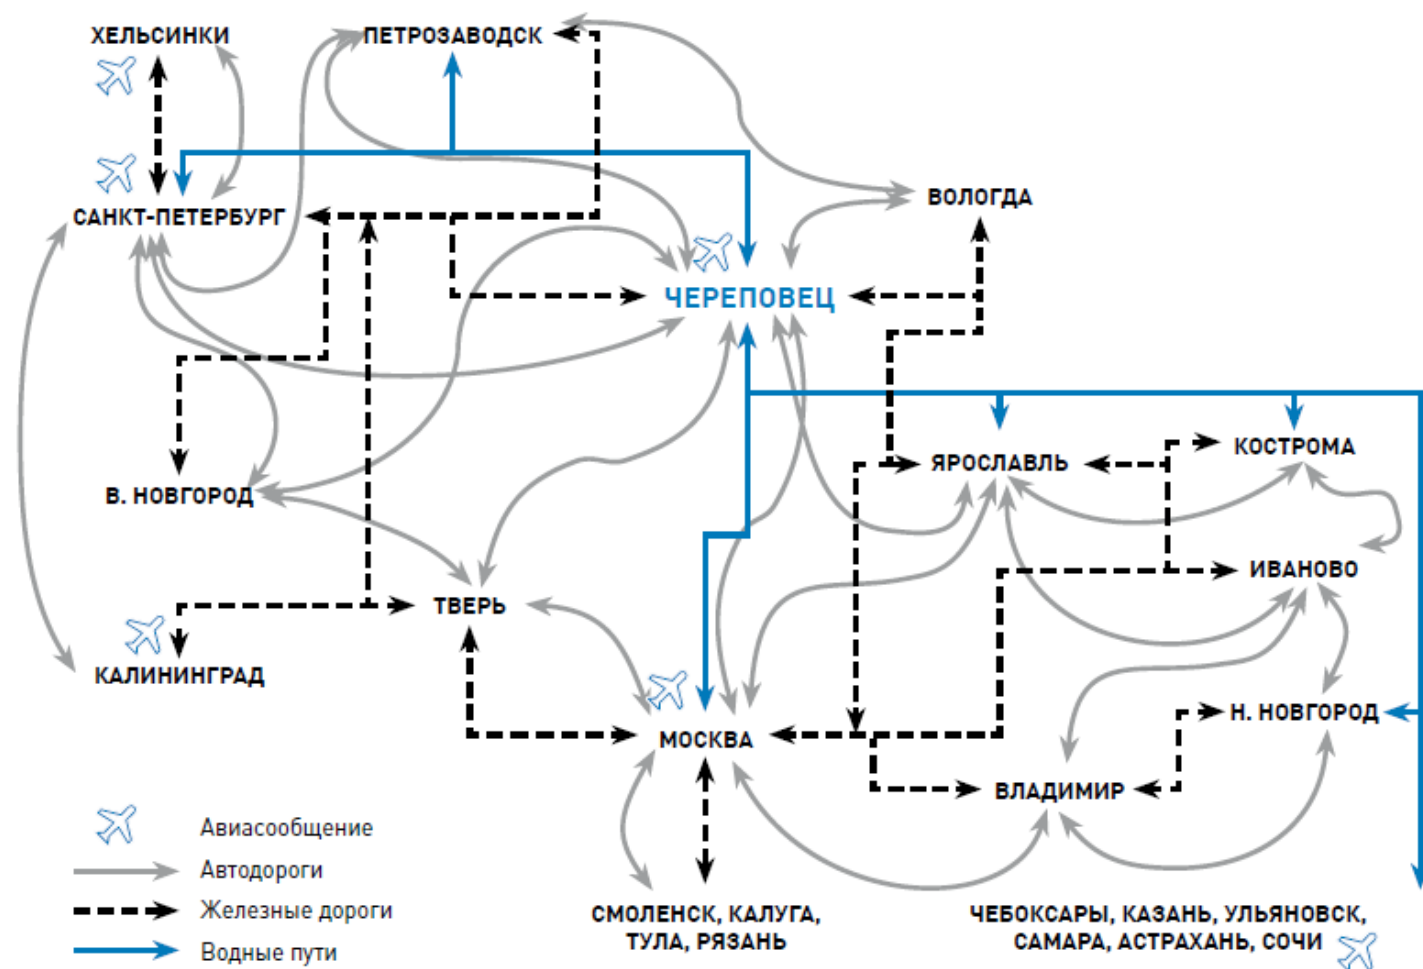 ХЕЛЬСИНКИ
ПЕТРОЗАВОДСК
ВОЛОГДА
САНКТ-ПЕТЕРБУРГ
ЧЕРЕПОВЕЦ
КОСТРОМА
ЯРОСЛАВЛЬ
В. НОВГОРОД
ИВАНОВО
ТВЕРЬ
КАЛИНИНГРАД
Н. НОВГОРОД
МОСКВА
ВЛАДИМИР
Авиасообщение
Автодороги
Железные дороги
Водные пути
СМОЛЕНСК, КАЛУГА,
ТУЛА, РЯЗАНЬ
ЧЕБОКСАРЫ, КАЗАНЬ, УЛЬЯНОВСК,
САМАРА, АСТРАХАНЬ, СОЧИ